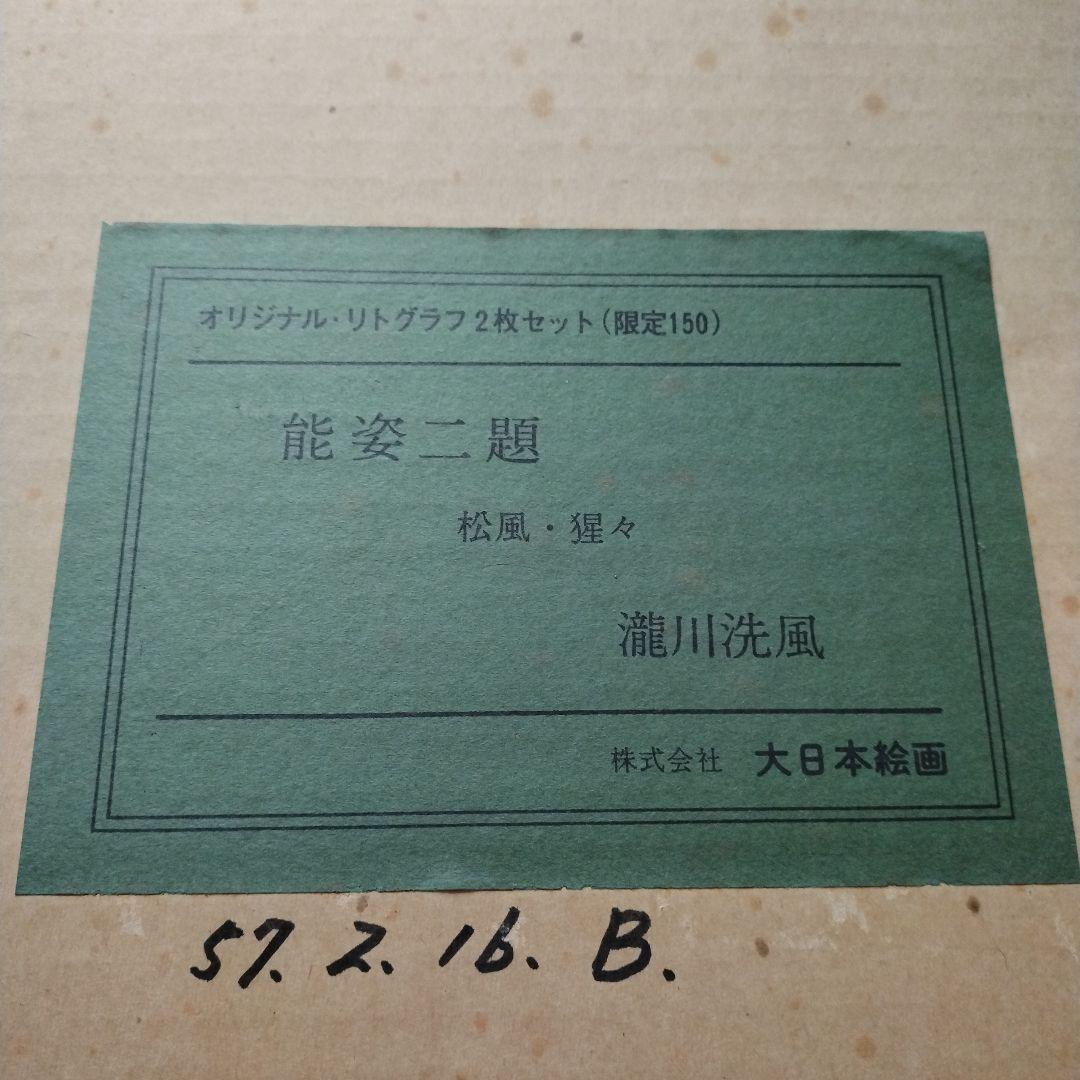 オリジナル・リトグラフ2枚セット(限定150)
能姿二題
松風・猩々
瀧川洗風
株式会社 大日本絵画
57. 2. 16. B.